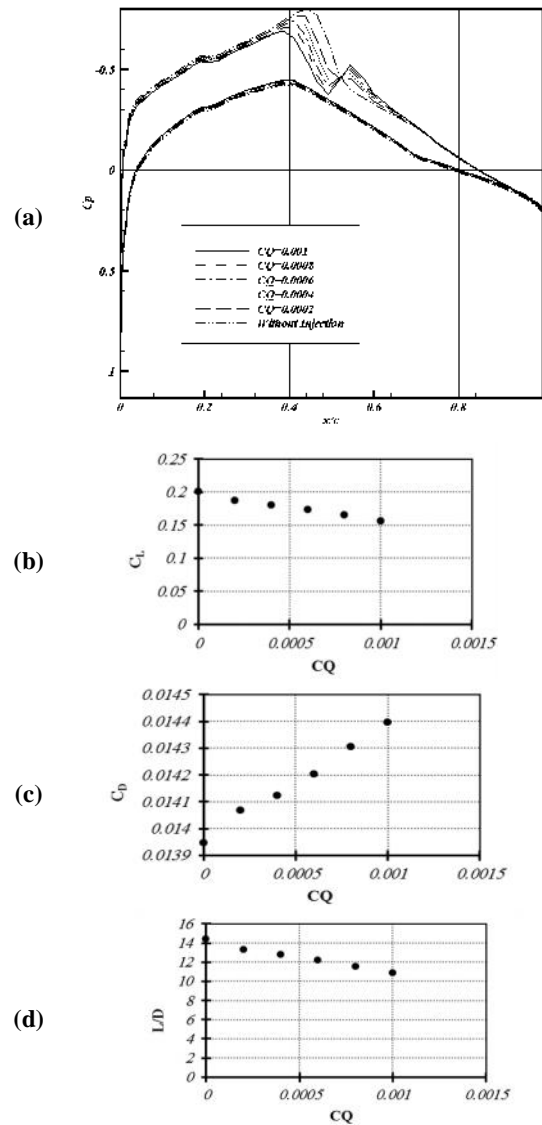 (a)
-0.5
0
0.5
1
Cp
CQ=0.001
CQ=0.0008
CQ=0.0006
CQ=0.0004
CQ=0.0002
Without Injection
0 0.2 0.4 0.6 0.8
x/c
(b)
0.25
0.2
0.15
0.1
0.05
0
CL
0 0.0005 0.001 0.0015
CQ
(c)
0.0145
0.0144
0.0143
0.0142
0.0141
0.014
0.0139
CD
0 0.0005 0.001 0.0015
CQ
(d)
16
14
12
10
8
6
4
2
0
L/D
0 0.0005 0.001 0.0015
CQ